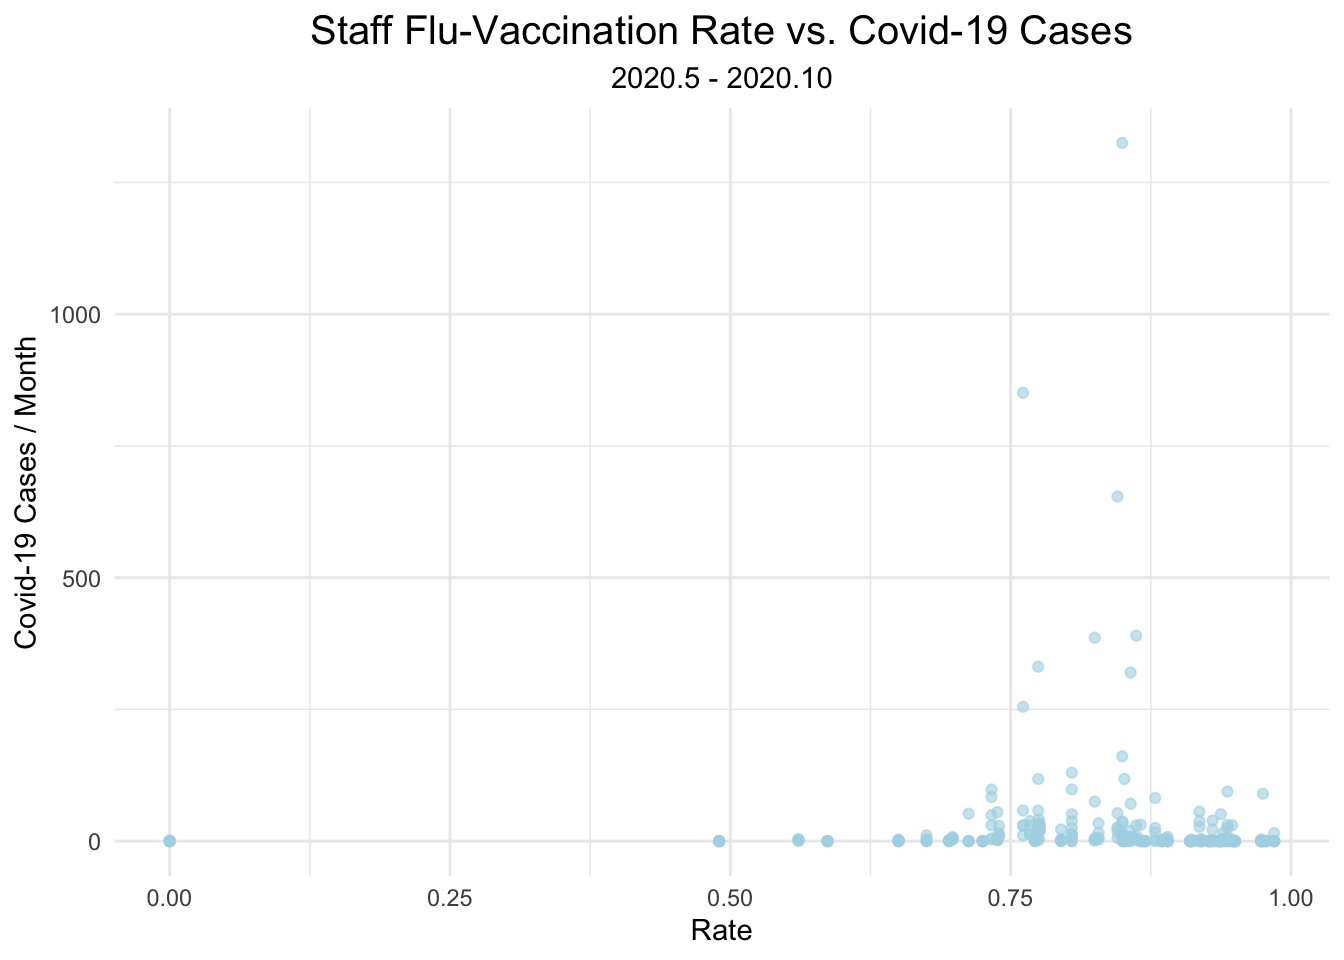 Staff Flu-Vaccination Rate vs. Covid-19 Cases
2020.5 - 2020.10
Covid-19 Cases / Month
1000
500
0
0.00
0.25
0.50
0.75
1.00
Rate